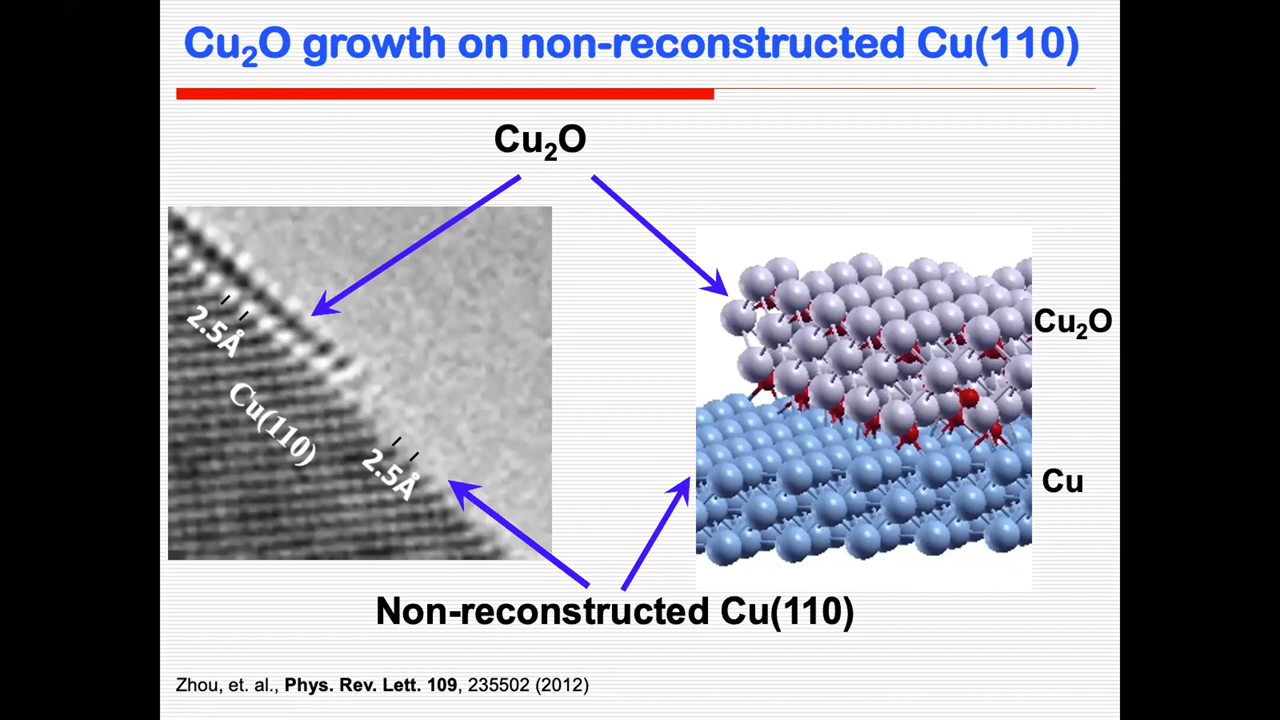 Cu₂O growth on non-reconstructed Cu(110)
Cu₂O
2.5Å
Cu(110)
2.5Å
Cu₂O
Cu
Non-reconstructed Cu(110)
Zhou, et. al., Phys. Rev. Lett. 109, 235502 (2012)